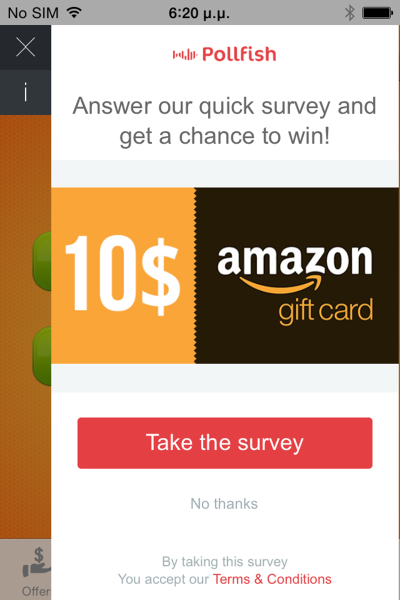 No SIM 6:20 μ.μ.
Pollfish
Answer our quick survey and
get a chance to win!
10$
amazon
gift card
Take the survey
No thanks
By taking this survey
You accept our Terms & Conditions
i
$
Offer